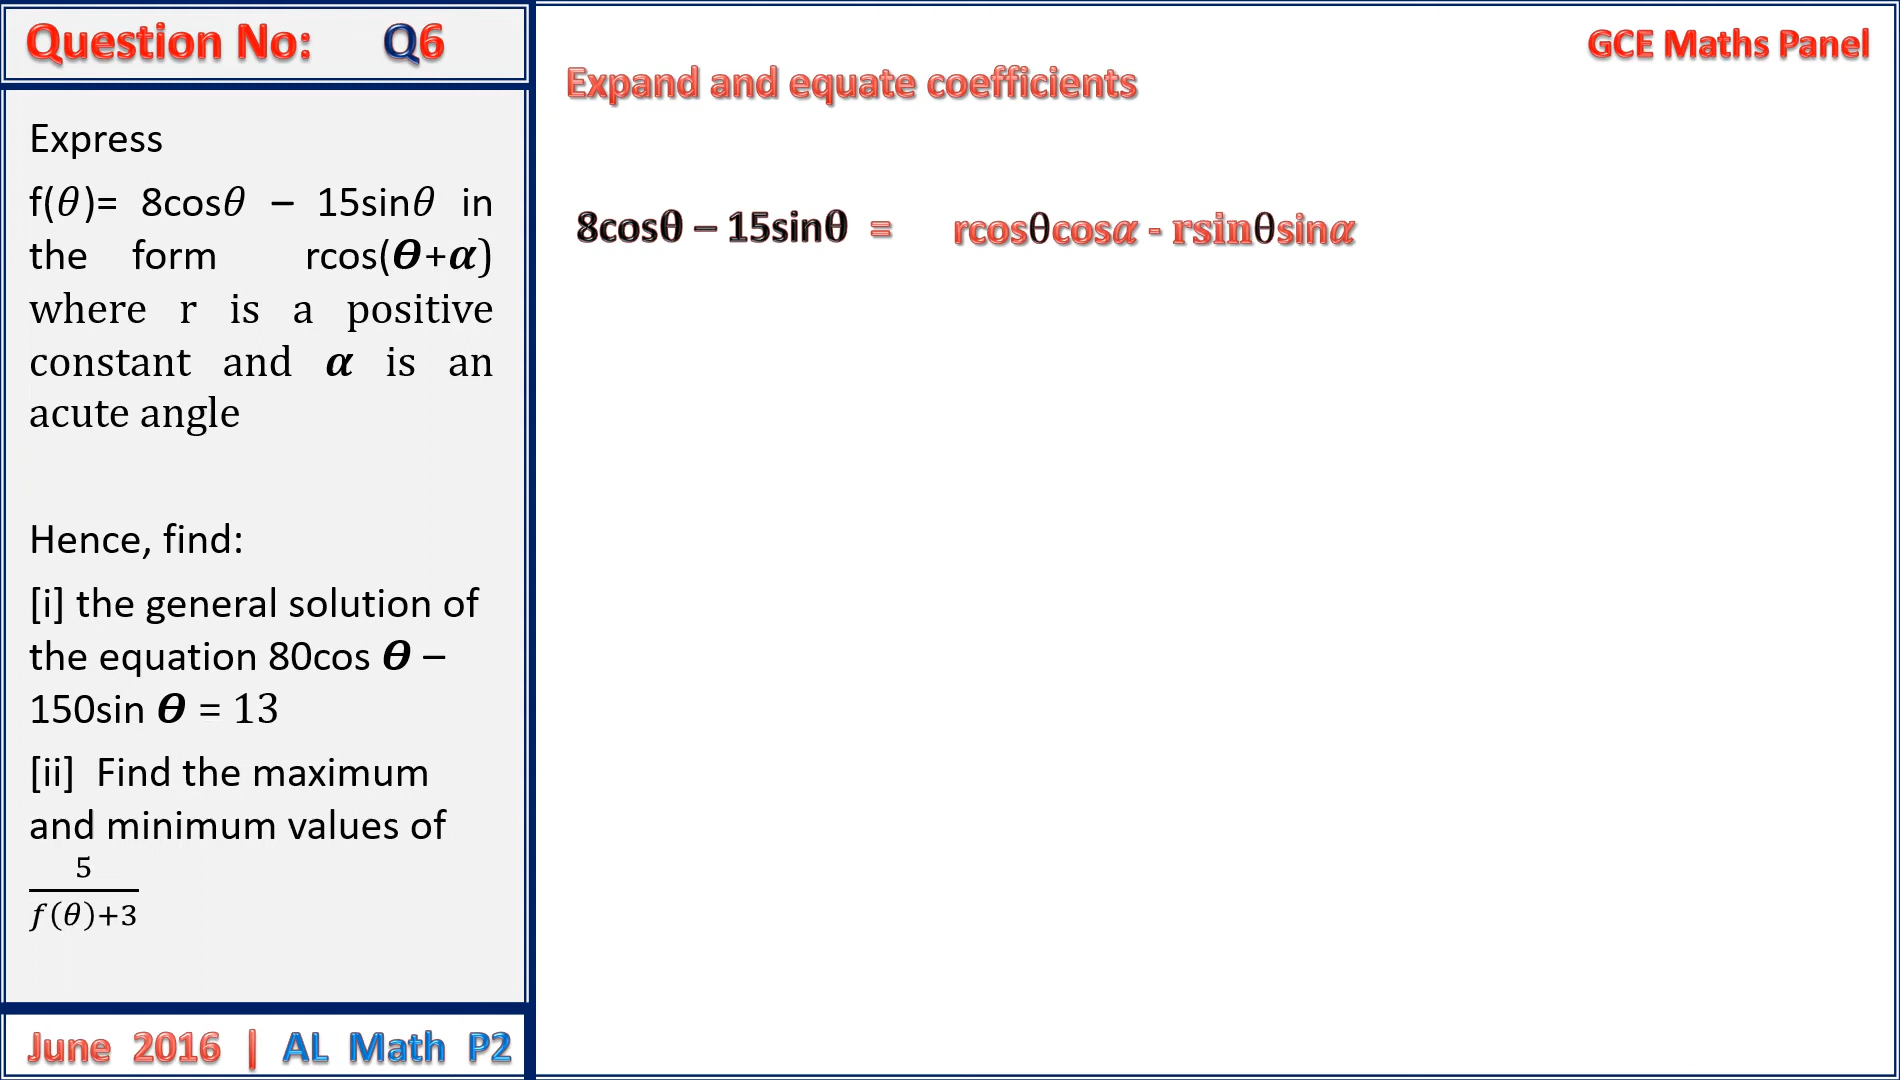 Question No: Q6
GCE Maths Panel
Expand and equate coefficients
Express
f(𝜃)= 8cos𝜃 – 15sin𝜃 in
the form rcos(𝜽+𝜶)
where r is a positive
constant and 𝜶 is an
acute angle
8cosθ – 15sinθ = rcosθcos𝛼 - rsinθsin𝛼
Hence, find:
[i] the general solution of
the equation 80cos 𝜽 –
150sin 𝜽 = 13
[ii] Find the maximum
and minimum values of
5
𝑓(𝜃)+3
June 2016 | AL Math P2